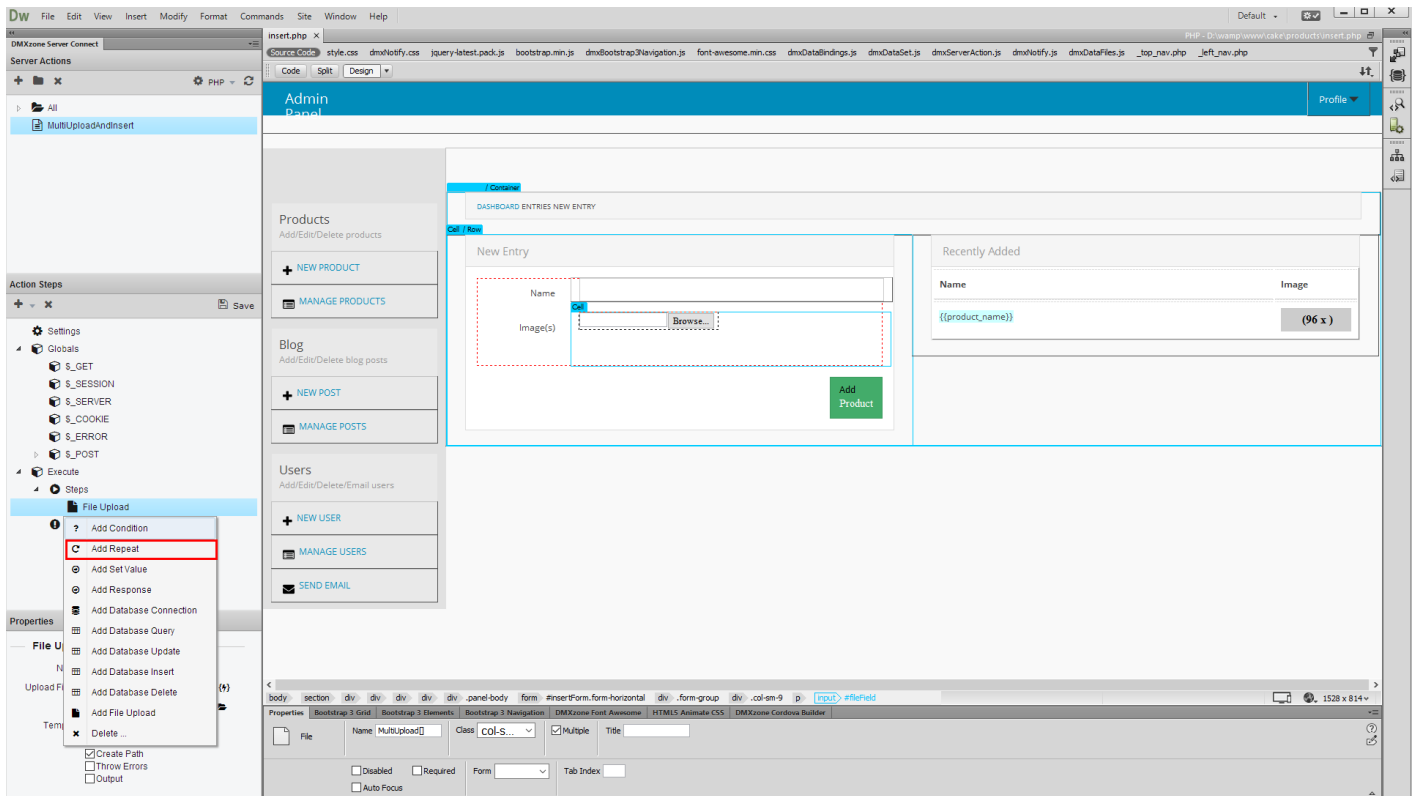 Dw File Edit View Insert Modify Format Commands Site Window Help Default
DMXzone Server Connect
Server Actions
PHP
All
MultiUploadAndInsert
Action Steps
Save
Settings
Globals
$_GET
$_SESSION
$_SERVER
$_COOKIE
$_ERROR
$_POST
Execute
Steps
File Upload
? Add Condition
Add Repeat
Add Set Value
Add Response
Add Database Connection
Add Database Query
Add Database Update
Add Database Insert
Add Database Delete
Add File Upload
Delete ...
Properties
File U
N
Upload Fi
Temp
Create Path
Throw Errors
Output
insert.php PHP - D:\wamp\www\cake\products\insert.php
Source Code style.css dmxNotify.css jquery-latest.pack.js bootstrap.min.js dmxBootstrap3Navigation.js font-awesome.min.css dmxDataBindings.js dmxDataSet.js dmxServerAction.js dmxNotify.js dmxDataFiles.js _top_nav.php _left_nav.php
Code Split Design
Admin
Panel
Profile
Products
Add/Edit/Delete products
NEW PRODUCT
MANAGE PRODUCTS
Blog
Add/Edit/Delete blog posts
NEW POST
MANAGE POSTS
Users
Add/Edit/Delete/Email users
NEW USER
MANAGE USERS
SEND EMAIL
/ Container
DASHBOARD ENTRIES NEW ENTRY
Cell / Row
New Entry
Name
Cell
Image(s) Browse...
Add
Product
Recently Added
Name Image
{{product_name}} (96 x )
body section div div div div div .panel-body form #insertForm.form-horizontal div .form-group div .col-sm-9 p input #fileField 1528 x 814
Properties Bootstrap 3 Grid Bootstrap 3 Elements Bootstrap 3 Navigation DMXzone Font Awesome HTML5 Animate CSS DMXzone Cordova Builder
File Name MultiUpload[] Class col-s... Multiple Title
Disabled Required Form Tab Index
Auto Focus